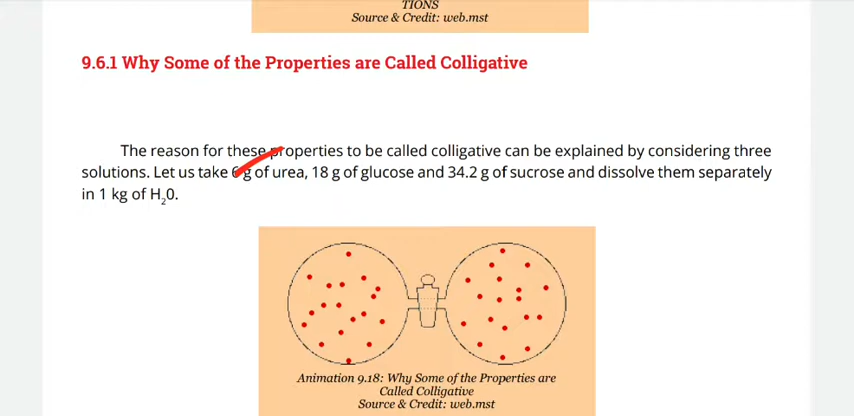 TIONS
Source & Credit: web.mst
9.6.1 Why Some of the Properties are Called Colligative
The reason for these properties to be called colligative can be explained by considering three
solutions. Let us take 6 g of urea, 18 g of glucose and 34.2 g of sucrose and dissolve them separately
in 1 kg of H₂0.
Animation 9.18: Why Some of the Properties are
Called Colligative
Source & Credit: web.mst